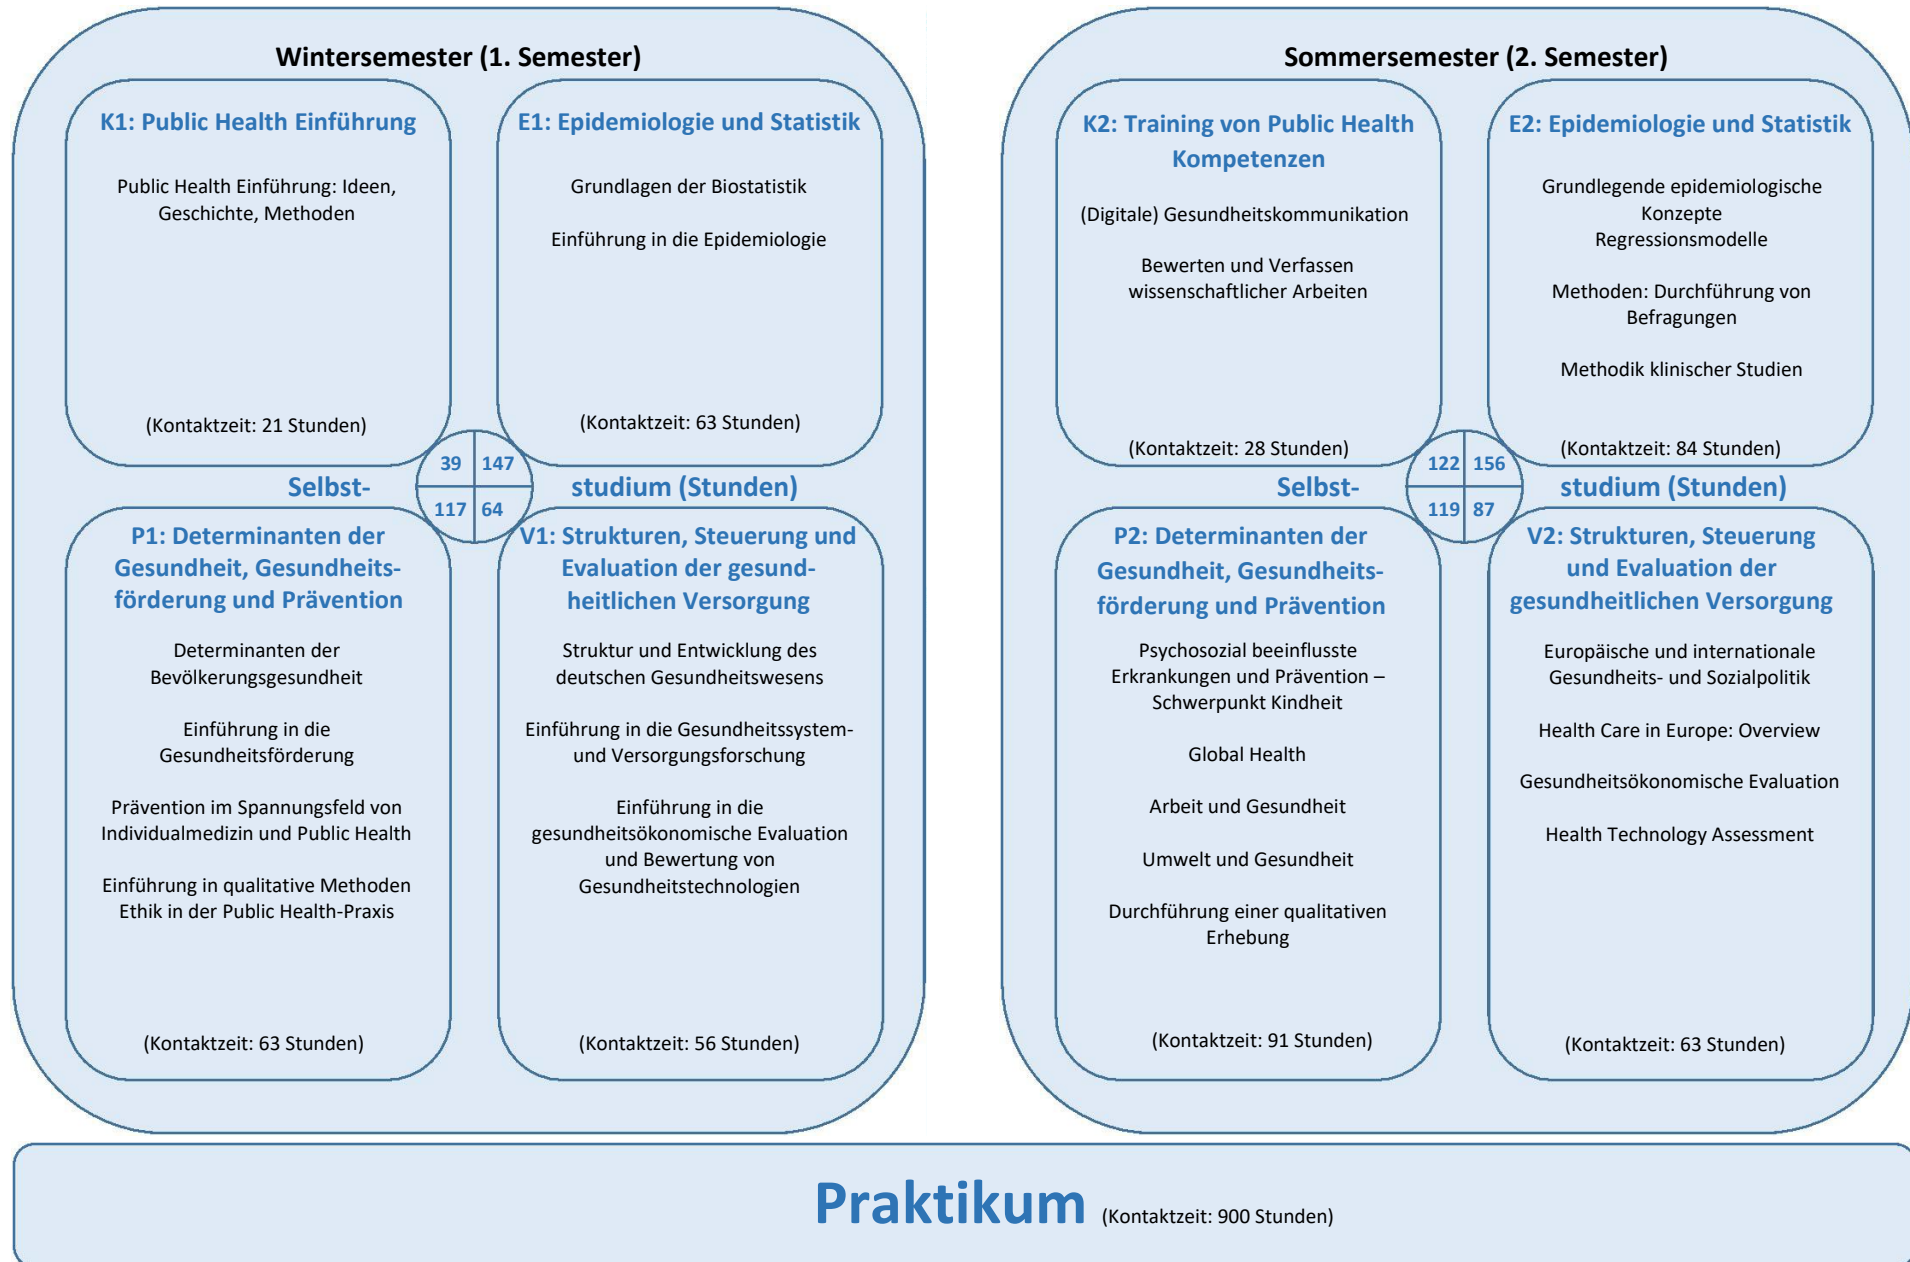 Wintersemester (1. Semester)
K1: Public Health Einführung
Public Health Einführung: Ideen,
Geschichte, Methoden
(Kontaktzeit: 21 Stunden)
E1: Epidemiologie und Statistik
Grundlagen der Biostatistik
Einführung in die Epidemiologie
(Kontaktzeit: 63 Stunden)
39 147
Selbst- studium (Stunden)
117 64
P1: Determinanten der
Gesundheit, Gesundheits-
förderung und Prävention
Determinanten der
Bevölkerungsgesundheit
Einführung in die
Gesundheitsförderung
Prävention im Spannungsfeld von
Individualmedizin und Public Health
Einführung in qualitative Methoden
Ethik in der Public Health-Praxis
(Kontaktzeit: 63 Stunden)
V1: Strukturen, Steuerung und
Evaluation der gesund-
heitlichen Versorgung
Struktur und Entwicklung des
deutschen Gesundheitswesens
Einführung in die Gesundheitssystem-
und Versorgungsforschung
Einführung in die
gesundheitsökonomische Evaluation
und Bewertung von
Gesundheitstechnologien
(Kontaktzeit: 56 Stunden)
Sommersemester (2. Semester)
K2: Training von Public Health
Kompetenzen
(Digitale) Gesundheitskommunikation
Bewerten und Verfassen
wissenschaftlicher Arbeiten
(Kontaktzeit: 28 Stunden)
E2: Epidemiologie und Statistik
Grundlegende epidemiologische
Konzepte
Regressionsmodelle
Methoden: Durchführung von
Befragungen
Methodik klinischer Studien
(Kontaktzeit: 84 Stunden)
122 156
Selbst- studium (Stunden)
119 87
P2: Determinanten der
Gesundheit, Gesundheits-
förderung und Prävention
Psychosozial beeinflusste
Erkrankungen und Prävention –
Schwerpunkt Kindheit
Global Health
Arbeit und Gesundheit
Umwelt und Gesundheit
Durchführung einer qualitativen
Erhebung
(Kontaktzeit: 91 Stunden)
V2: Strukturen, Steuerung
und Evaluation der
gesundheitlichen Versorgung
Europäische und internationale
Gesundheits- und Sozialpolitik
Health Care in Europe: Overview
Gesundheitsökonomische Evaluation
Health Technology Assessment
(Kontaktzeit: 63 Stunden)
Praktikum (Kontaktzeit: 900 Stunden)